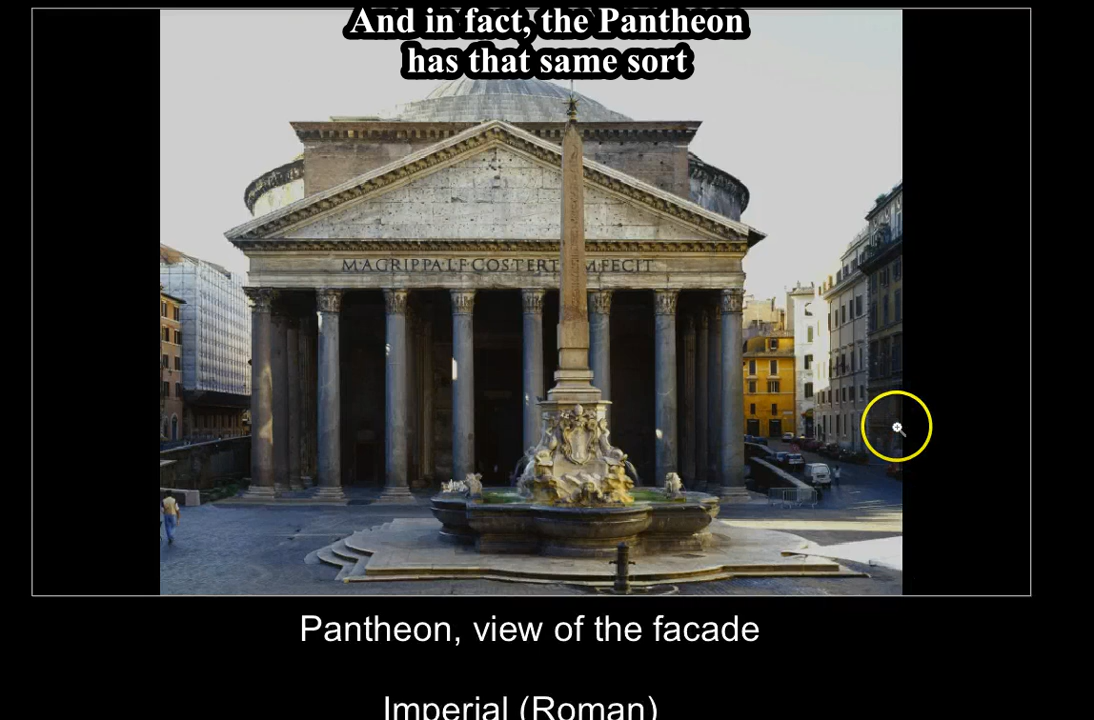 And in fact, the Pantheon
has that same sort
M·AGRIPPA·L·F·COS·TERT M·FECIT
Pantheon, view of the facade
Imperial (Roman)